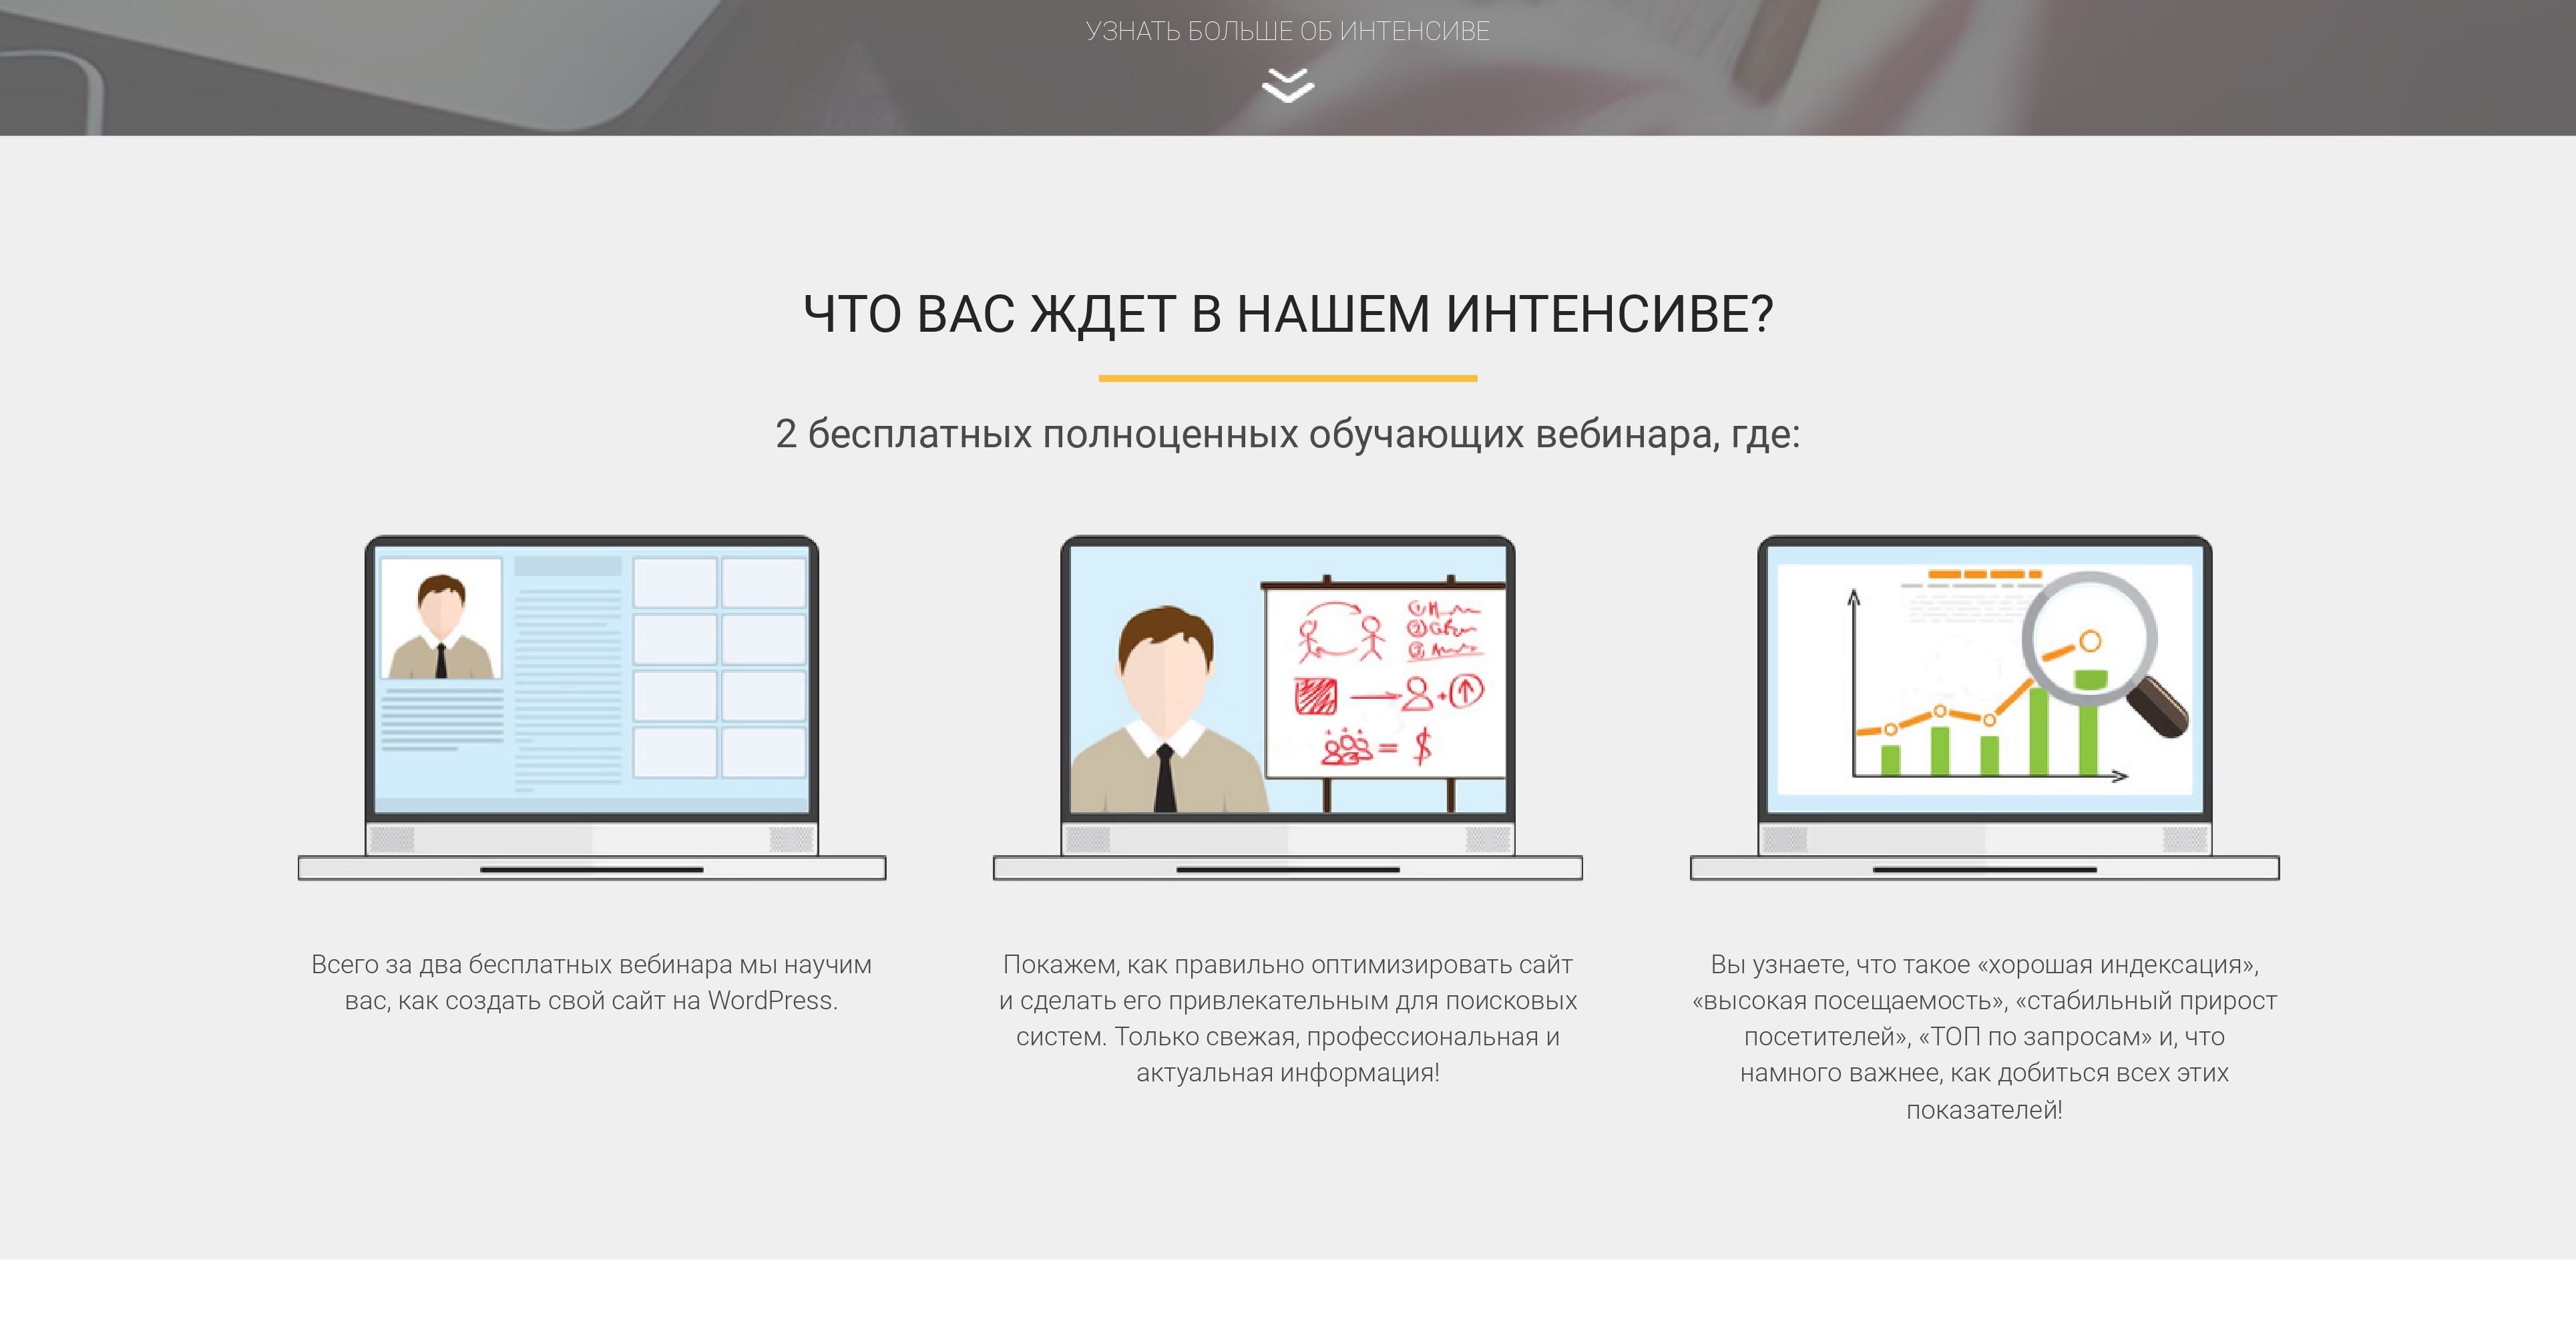 УЗНАТЬ БОЛЬШЕ ОБ ИНТЕНСИВЕ
ЧТО ВАС ЖДЕТ В НАШЕМ ИНТЕНСИВЕ?
2 бесплатных полноценных обучающих вебинара, где:
Всего за два бесплатных вебинара мы научим
вас, как создать свой сайт на WordPress.
Покажем, как правильно оптимизировать сайт
и сделать его привлекательным для поисковых
систем. Только свежая, профессиональная и
актуальная информация!
Вы узнаете, что такое «хорошая индексация»,
«высокая посещаемость», «стабильный прирост
посетителей», «ТОП по запросам» и, что
намного важнее, как добиться всех этих
показателей!